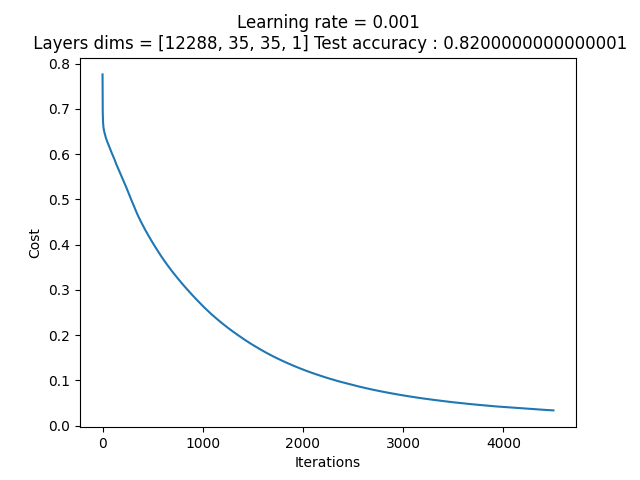 Learning rate = 0.001
Layers dims = [12288, 35, 35, 1] Test accuracy : 0.8200000000000001
0.8
0.7
0.6
0.5
0.4
0.3
0.2
0.1
0.0
Cost
0 1000 2000 3000 4000
Iterations